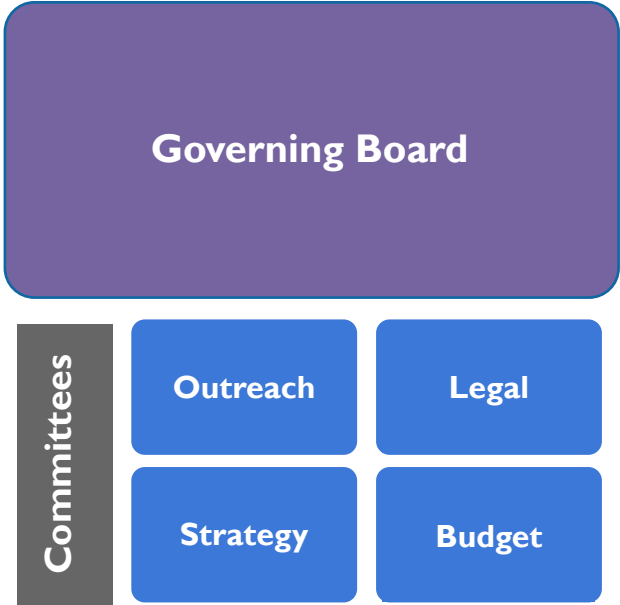 Governing Board
Committees
Outreach
Legal
Strategy
Budget